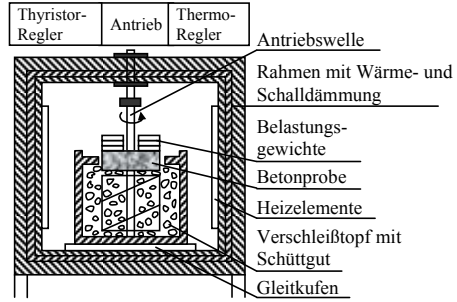 Thyristor-
Regler
Antrieb
Thermo-
Regler
Antriebswelle
Rahmen mit Wärme- und
Schalldämmung
Belastungs-
gewichte
Betonprobe
Heizelemente
Verschleißtopf mit
Schüttgut
Gleitkufen